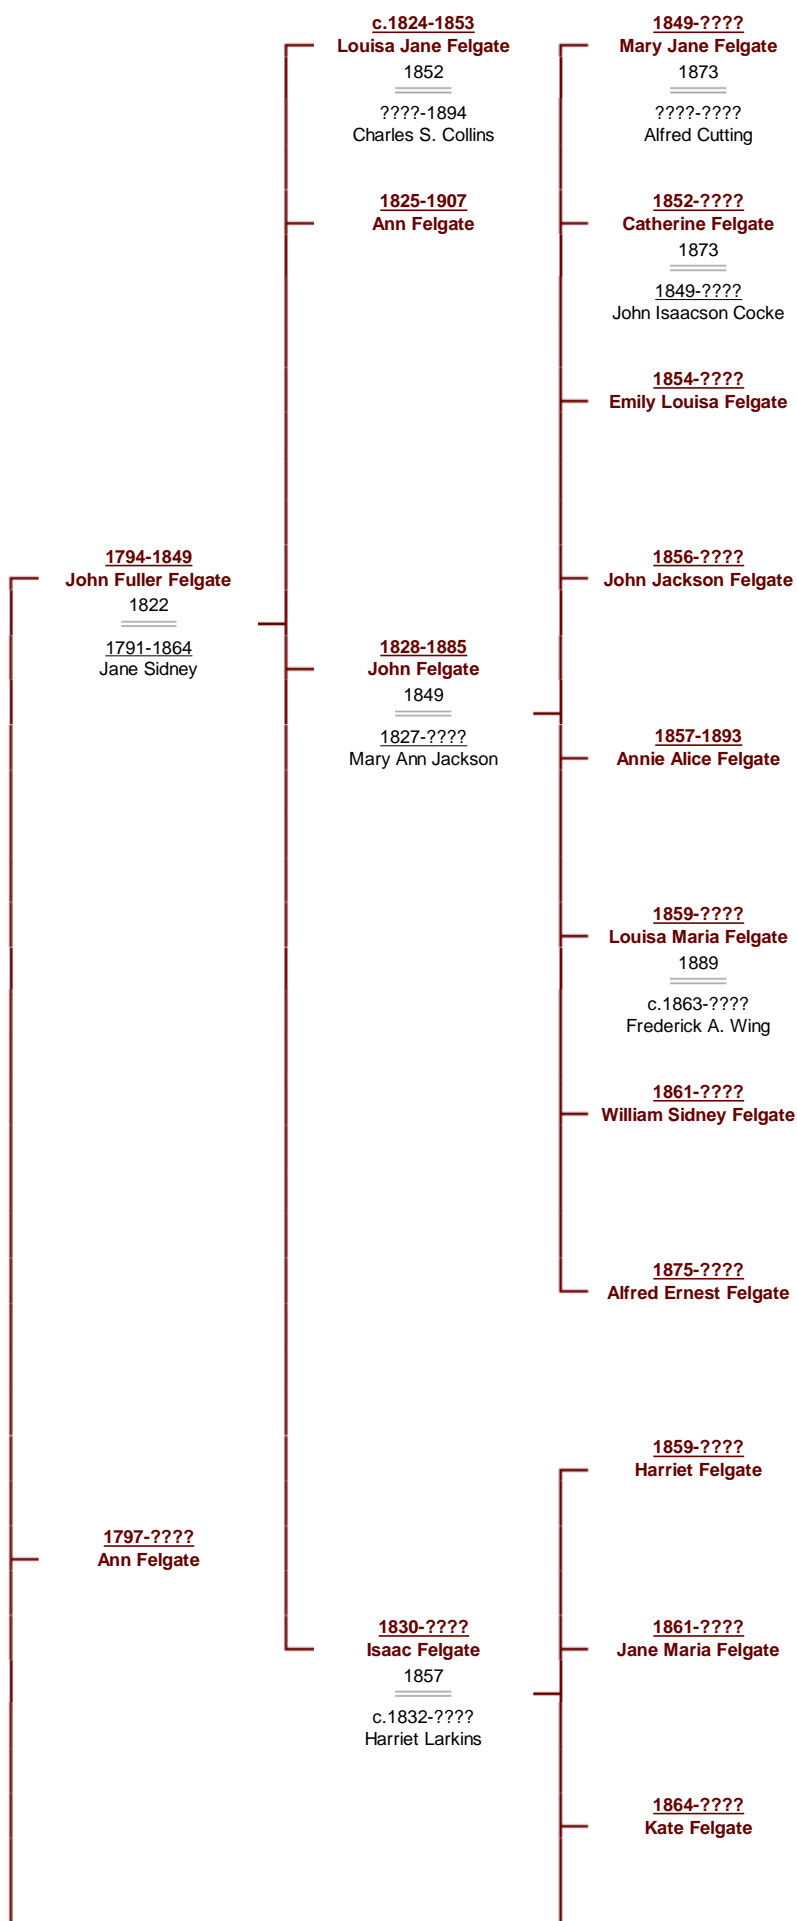 c.1824-1853
Louisa Jane Felgate
1852
????-1894
Charles S. Collins
1849-????
Mary Jane Felgate
1873
????-????
Alfred Cutting
1825-1907
Ann Felgate
1852-????
Catherine Felgate
1873
1849-????
John Isaacson Cocke
1854-????
Emily Louisa Felgate
1794-1849
John Fuller Felgate
1822
1791-1864
Jane Sidney
1856-????
John Jackson Felgate
1828-1885
John Felgate
1849
1827-????
Mary Ann Jackson
1857-1893
Annie Alice Felgate
1859-????
Louisa Maria Felgate
1889
c.1863-????
Frederick A. Wing
1861-????
William Sidney Felgate
1875-????
Alfred Ernest Felgate
1859-????
Harriet Felgate
1797-????
Ann Felgate
1830-????
Isaac Felgate
1857
c.1832-????
Harriet Larkins
1861-????
Jane Maria Felgate
1864-????
Kate Felgate